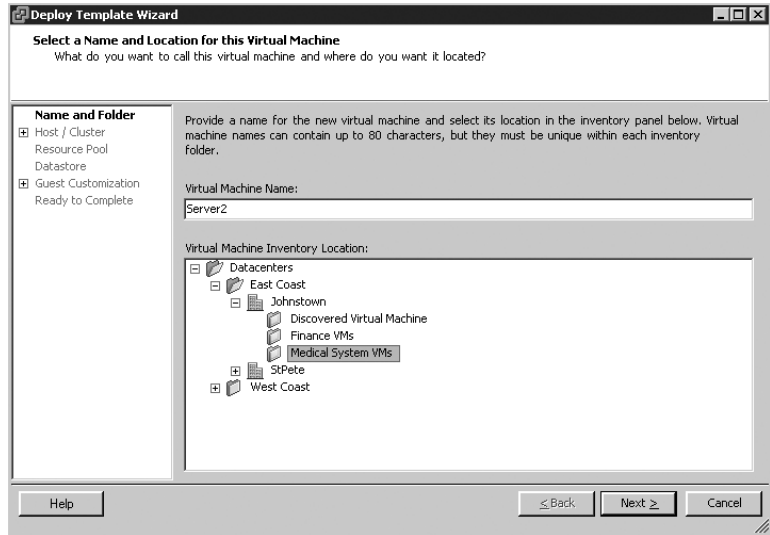 Deploy Template Wizard
Select a Name and Location for this Virtual Machine
What do you want to call this virtual machine and where do you want it located?
Name and Folder
Host / Cluster
Resource Pool
Datastore
Guest Customization
Ready to Complete
Provide a name for the new virtual machine and select its location in the inventory panel below. Virtual
machine names can contain up to 80 characters, but they must be unique within each inventory
folder.
Virtual Machine Name:
Server2
Virtual Machine Inventory Location:
Datacenters
East Coast
Johnstown
Discovered Virtual Machine
Finance VMs
Medical System VMs
StPete
West Coast
Help
< Back
Next >
Cancel